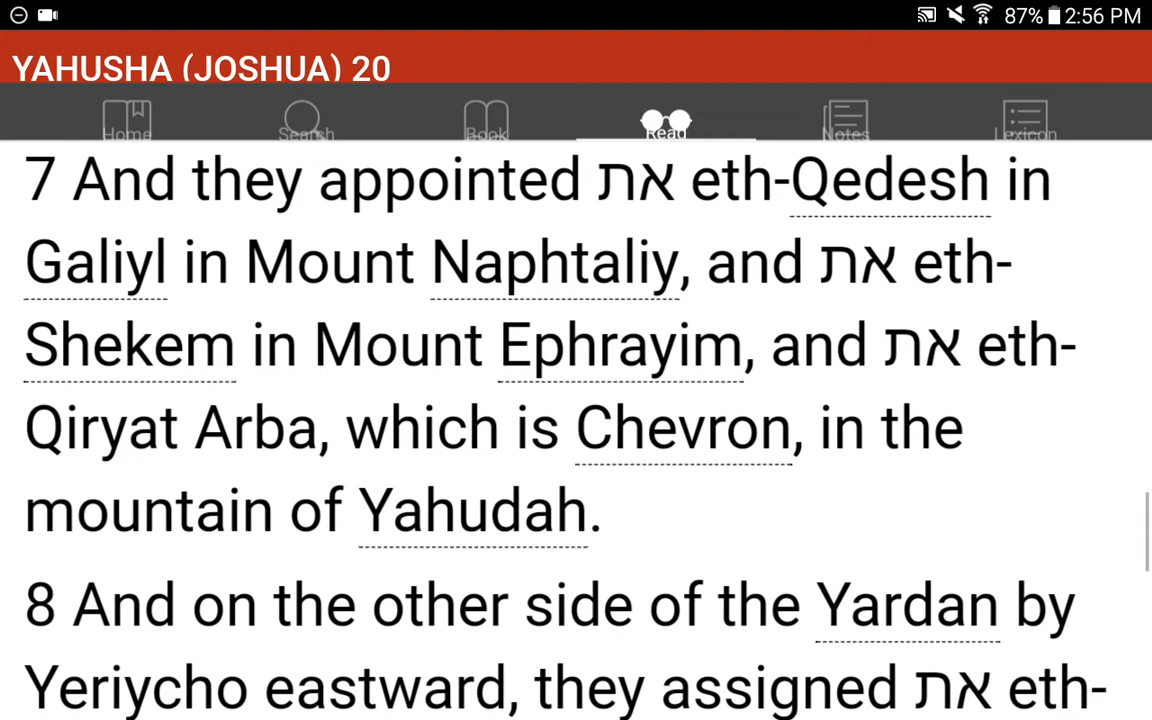 87% 2:56 PM
YAHUSHA (JOSHUA) 20
Home Search Book Read Notes Lexicon
7 And they appointed את eth-Qedesh in
Galiyl in Mount Naphtaliy, and את eth-
Shekem in Mount Ephrayim, and את eth-
Qiryat Arba, which is Chevron, in the
mountain of Yahudah.
8 And on the other side of the Yardan by
Yeriycho eastward, they assigned את eth-